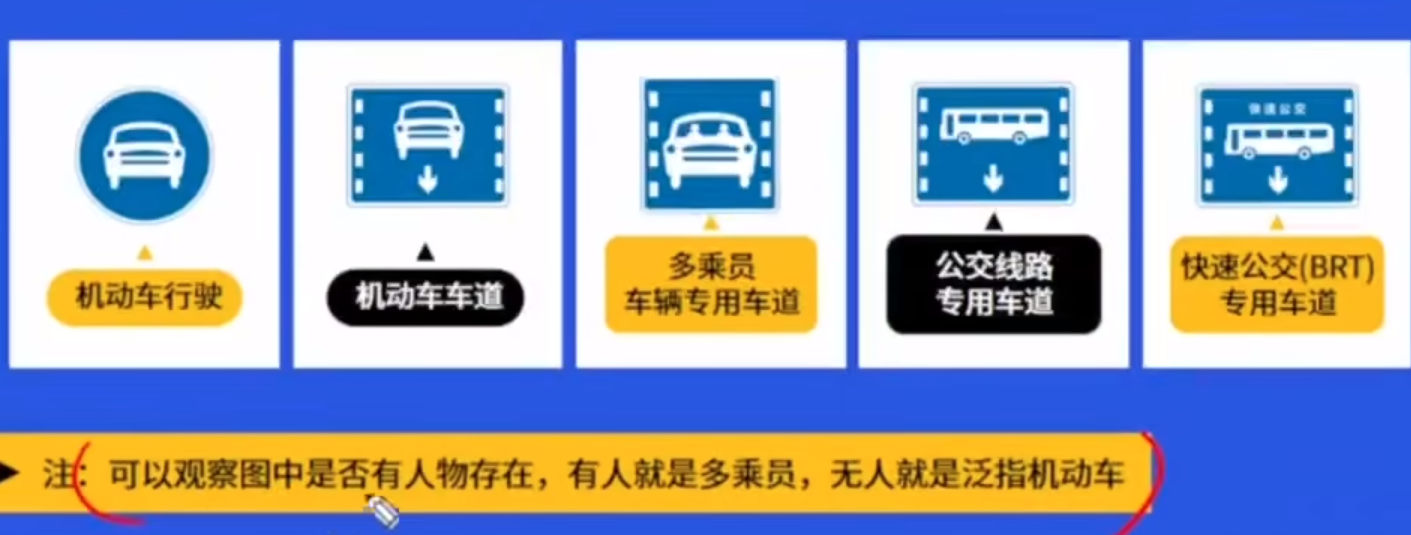 快速公交
机动车行驶
机动车车道
多乘员
车辆专用车道
公交线路
专用车道
快速公交(BRT)
专用车道
注：可以观察图中是否有人物存在，有人就是多乘员，无人就是泛指机动车